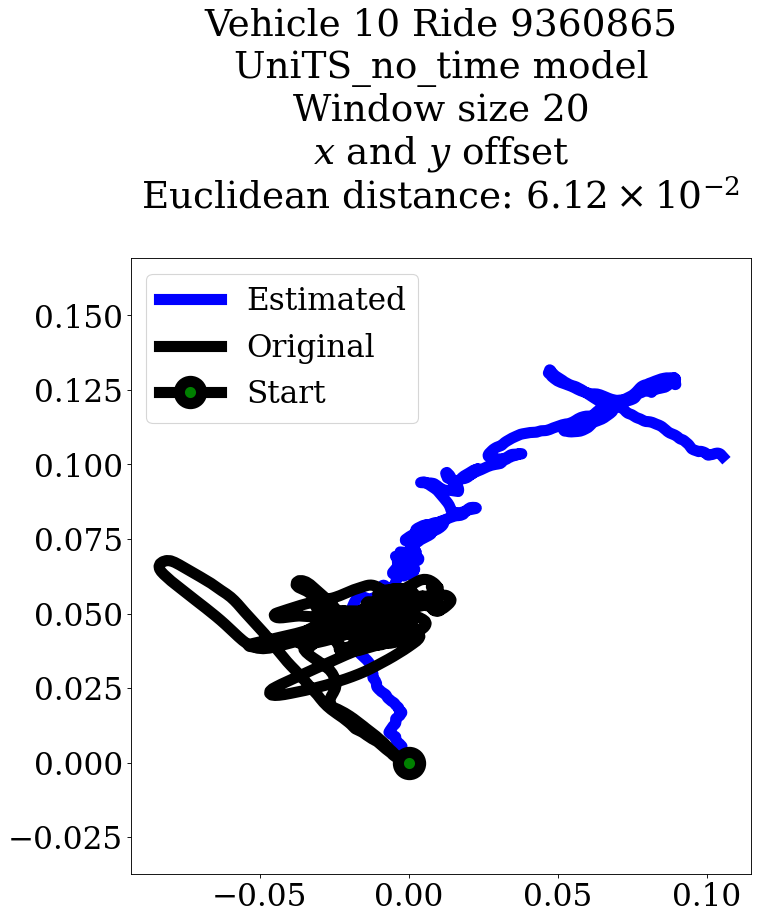 Vehicle 10 Ride 9360865
UniTS_no_time model
Window size 20
x and y offset
Euclidean distance: 6.12 × 10⁻²
Estimated
Original
Start
0.150
0.125
0.100
0.075
0.050
0.025
0.000
−0.025
−0.05 0.00 0.05 0.10